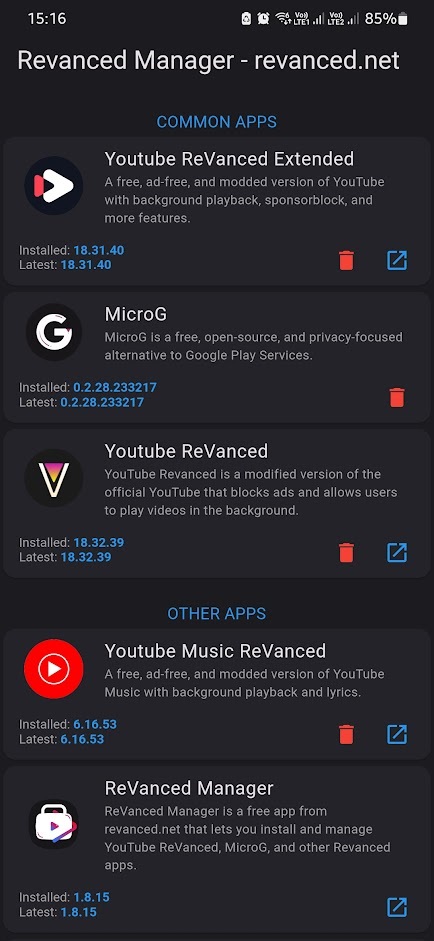 15:16
Vo)) LTE1
Vo)) LTE2
85%
Revanced Manager - revanced.net
COMMON APPS
Youtube ReVanced Extended
A free, ad-free, and modded version of YouTube
with background playback, sponsorblock, and
more features.
Installed: 18.31.40
Latest: 18.31.40
MicroG
MicroG is a free, open-source, and privacy-focused
alternative to Google Play Services.
Installed: 0.2.28.233217
Latest: 0.2.28.233217
Youtube ReVanced
YouTube Revanced is a modified version of the
official YouTube that blocks ads and allows users
to play videos in the background.
Installed: 18.32.39
Latest: 18.32.39
OTHER APPS
Youtube Music ReVanced
A free, ad-free, and modded version of YouTube
Music with background playback and lyrics.
Installed: 6.16.53
Latest: 6.16.53
ReVanced Manager
ReVanced Manager is a free app from
revanced.net that lets you install and manage
YouTube ReVanced, MicroG, and other Revanced
apps.
Installed: 1.8.15
Latest: 1.8.15